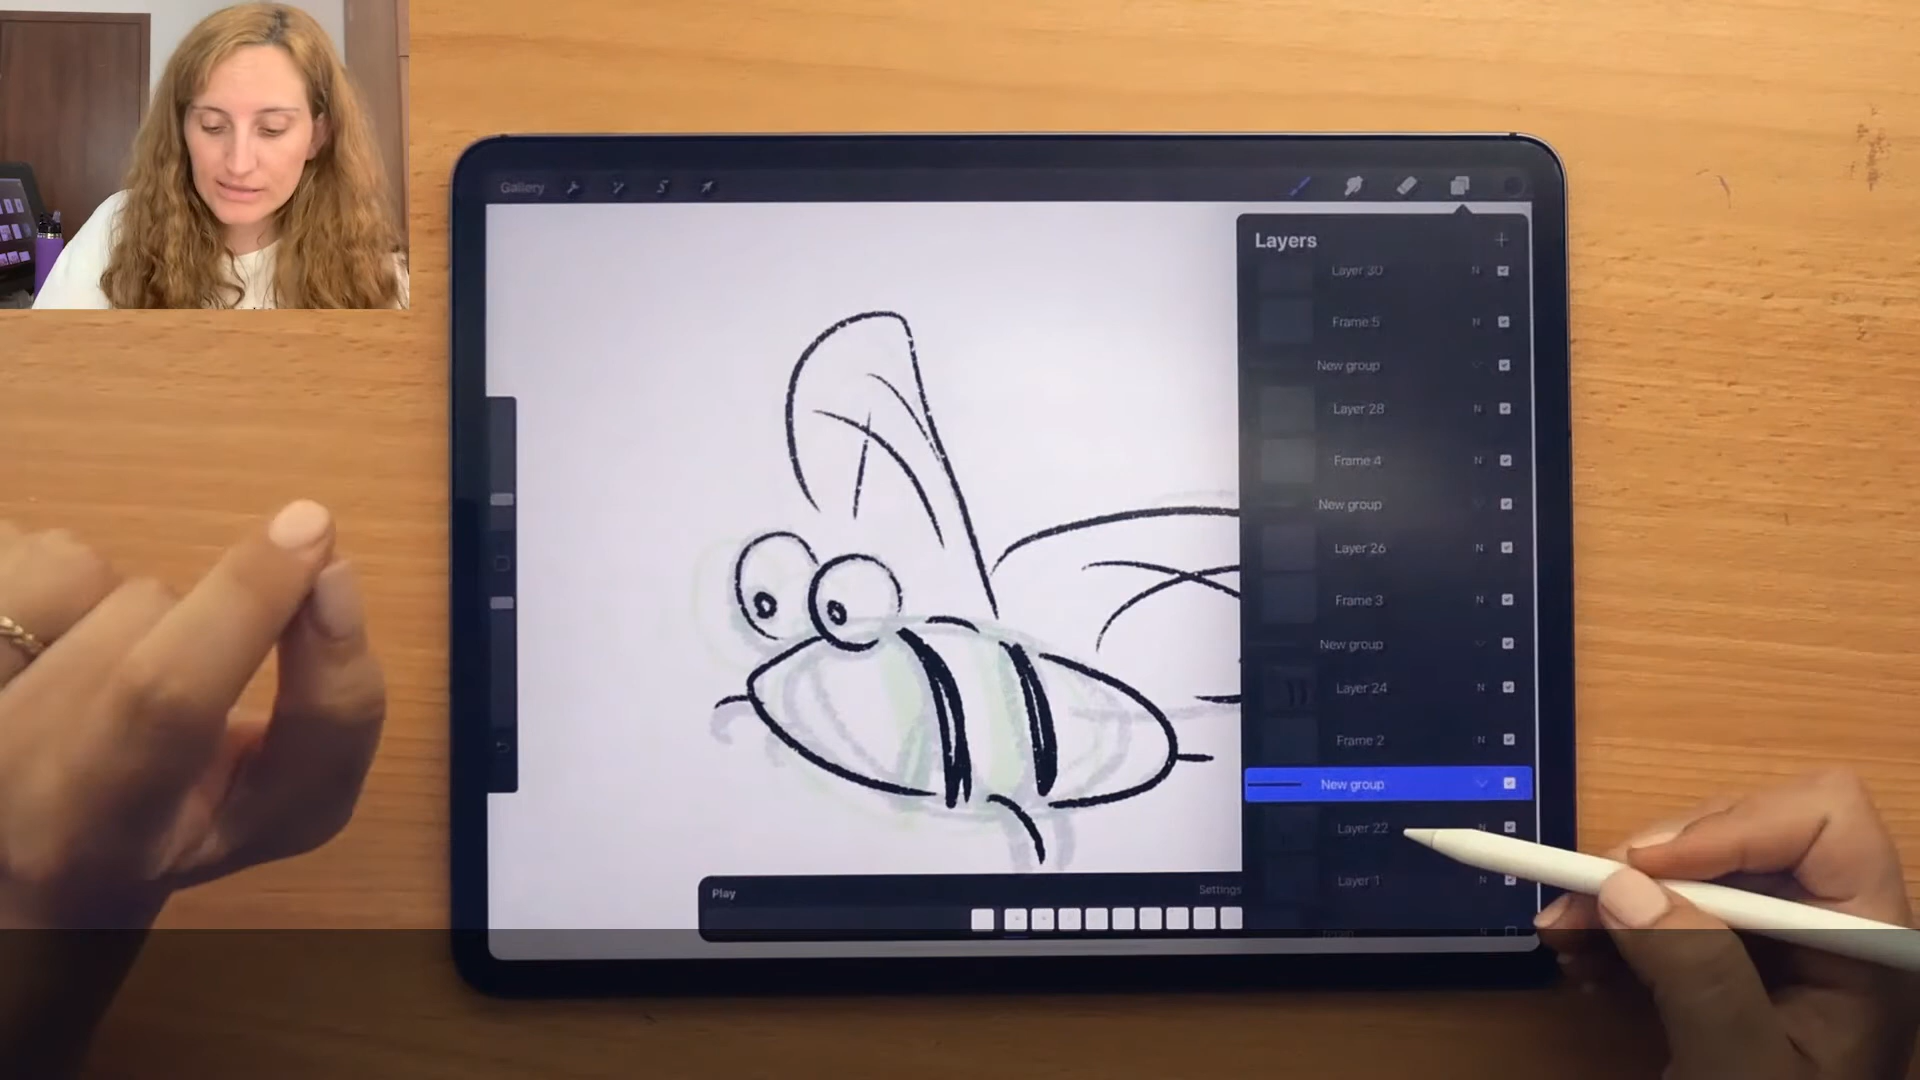 Gallery
Layers
Layer 30 N
Frame 5 N
New group
Layer 28 N
Frame 4 N
New group
Layer 26 N
Frame 3 N
New group
Layer 24 N
Frame 2 N
New group
Layer 22 N
Layer 1 N
Play
Settings